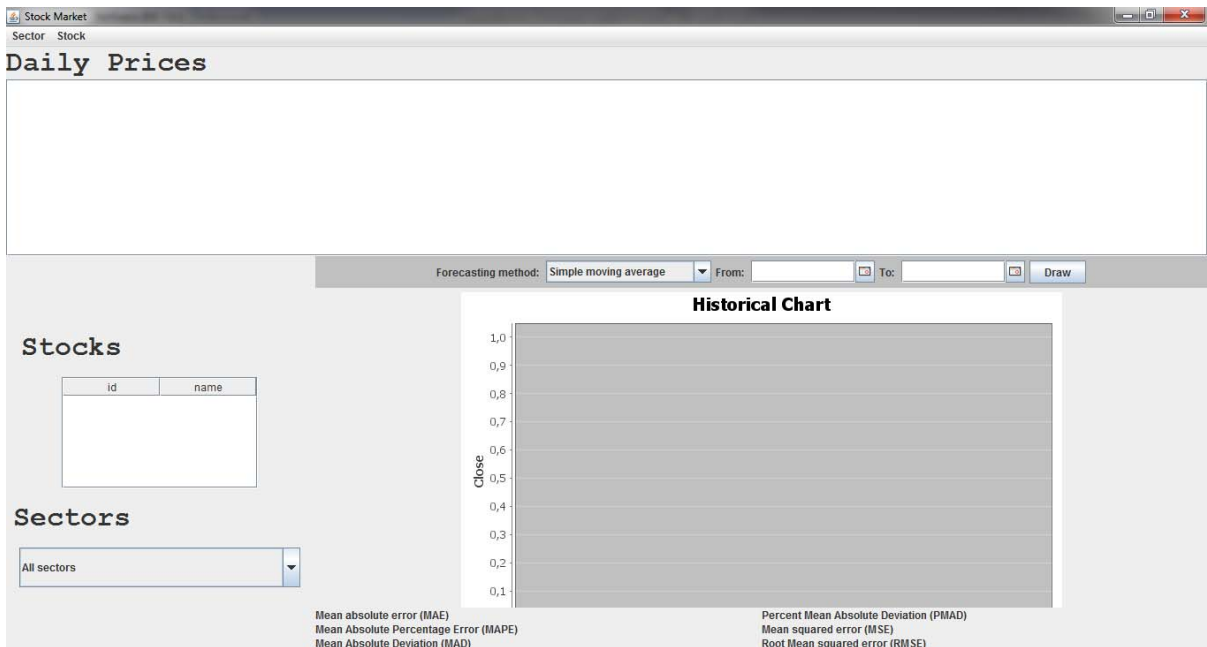 Stock Market
Sector Stock
Daily Prices
Forecasting method: Simple moving average From: To: Draw
Historical Chart
Stocks
id name
Sectors
All sectors
Close
1,0
0,9
0,8
0,7
0,6
0,5
0,4
0,3
0,2
0,1
Mean absolute error (MAE)
Mean Absolute Percentage Error (MAPE)
Mean Absolute Deviation (MAD)
Percent Mean Absolute Deviation (PMAD)
Mean squared error (MSE)
Root Mean squared error (RMSE)